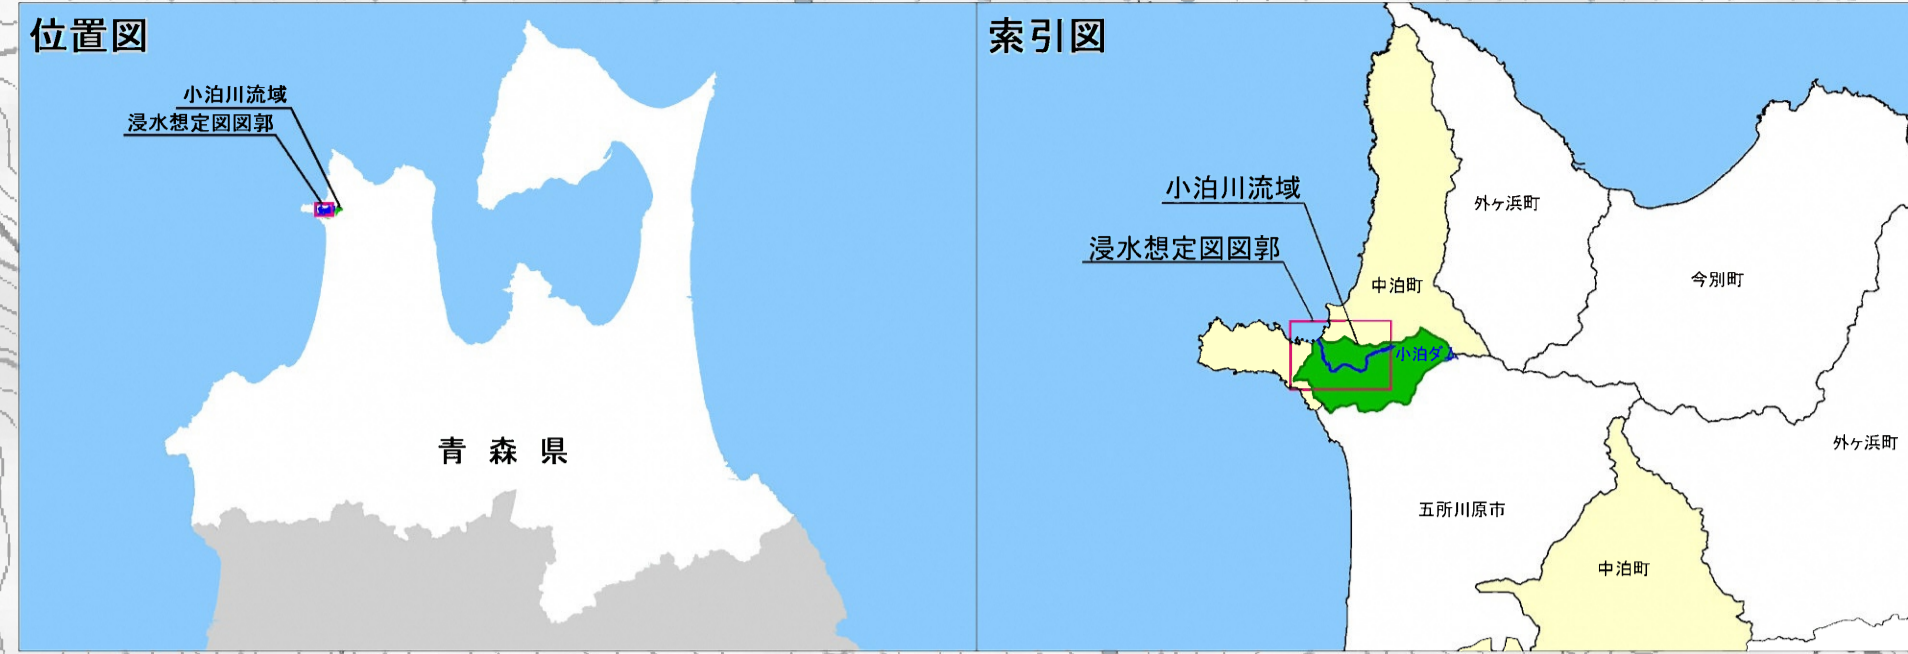 位置図
小泊川流域
浸水想定図図郭
青森県
索引図
小泊川流域
浸水想定図図郭
外ヶ浜町
中泊町
今別町
小泊ダム
外ヶ浜町
五所川原市
中泊町